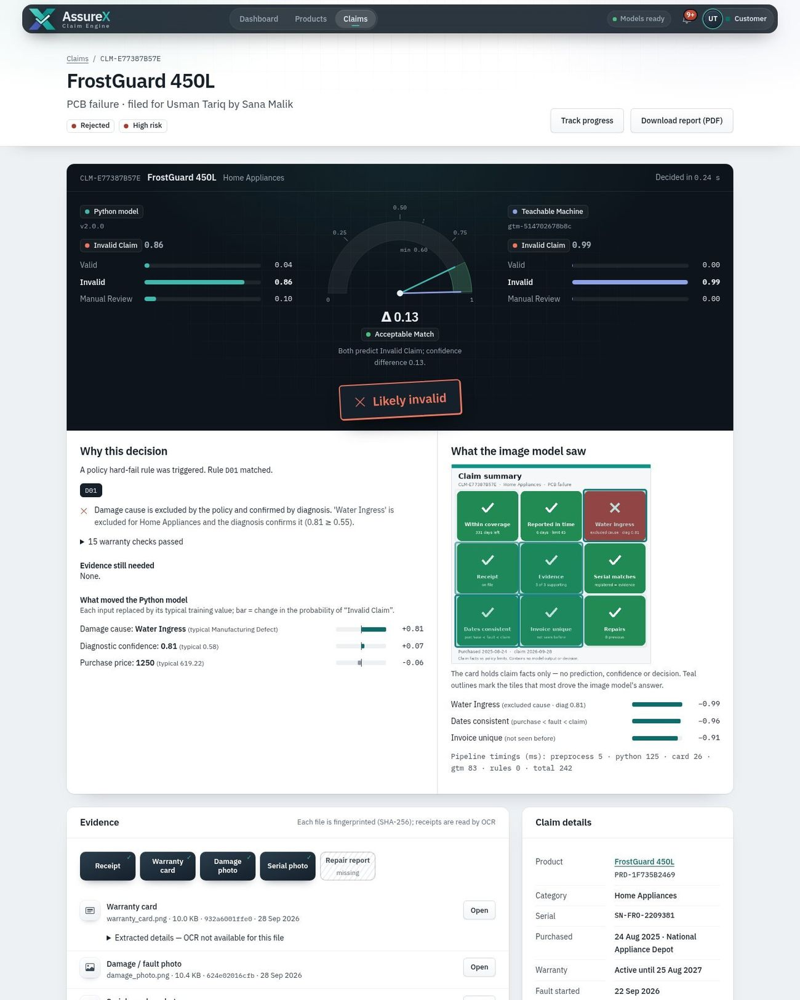 AssureX
Claim Engine
Dashboard Products Claims
Models ready
9+
UT
Customer
Claims / CLM-E77387B57E
FrostGuard 450L
PCB failure · filed for Usman Tariq by Sana Malik
Rejected High risk
Track progress Download report (PDF)
CLM-E77387B57E FrostGuard 450L Home Appliances
Decided in 0.24 s
Python model
v2.0.0
Invalid Claim 0.86
Valid 0.04
Invalid 0.86
Manual Review 0.10
0.50
0.25
0.75
min 0.60
0
1
Δ 0.13
Acceptable Match
Both predict Invalid Claim; confidence
difference 0.13.
Likely invalid
Teachable Machine
gtm-514702678b8c
Invalid Claim 0.99
Valid 0.00
Invalid 0.99
Manual Review 0.00
Why this decision
A policy hard-fail rule was triggered. Rule D01 matched.
D01
Damage cause is excluded by the policy and confirmed by diagnosis. 'Water Ingress' is
excluded for Home Appliances and the diagnosis confirms it (0.81 ≥ 0.55).
15 warranty checks passed
Evidence still needed
None.
What moved the Python model
Each input replaced by its typical training value; bar = change in the probability of “Invalid Claim”.
Damage cause: Water Ingress (typical Manufacturing Defect) +0.81
Diagnostic confidence: 0.81 (typical 0.58) +0.07
Purchase price: 1250 (typical 619.22) -0.06
What the image model saw
Claim summary
CLM-E77387B57E · Home Appliances · PCB failure
Within coverage
331 days left
Reported in time
6 days · limit 45
Water Ingress
excluded cause · diag 0.81
Receipt
on file
Evidence
3 of 3 supporting
Serial matches
registered = evidence
Dates consistent
purchase < fault < claim
Invoice unique
not seen before
Repairs
0 previous
Purchased 2025-08-24 · claim 2026-09-28
Claim facts vs policy limits. Contains no model output or decision.
The card holds claim facts only — no prediction, confidence or decision. Teal
outlines mark the tiles that most drove the image model's answer.
Water Ingress (excluded cause · diag 0.81) −0.99
Dates consistent (purchase < fault < claim) −0.96
Invoice unique (not seen before) −0.91
Pipeline timings (ms): preprocess 5 · python 125 · card 26 ·
gtm 83 · rules 0 · total 242
Evidence
Each file is fingerprinted (SHA-256); receipts are read by OCR
Receipt
Warranty
card
Damage
photo
Serial photo
Repair report
missing
Warranty card
warranty_card.png · 10.0 KB · 932a6001ffe0 · 28 Sep 2026
Open
Extracted details — OCR not available for this file
Damage / fault photo
damage_photo.png · 10.4 KB · 624e02016cfb · 28 Sep 2026
Open
Claim details
Product FrostGuard 450L
PRD-1F735B2469
Category Home Appliances
Serial SN-FRO-2209381
Purchased 24 Aug 2025 · National
Appliance Depot
Warranty Active until 25 Aug 2027
Fault started 22 Sep 2026